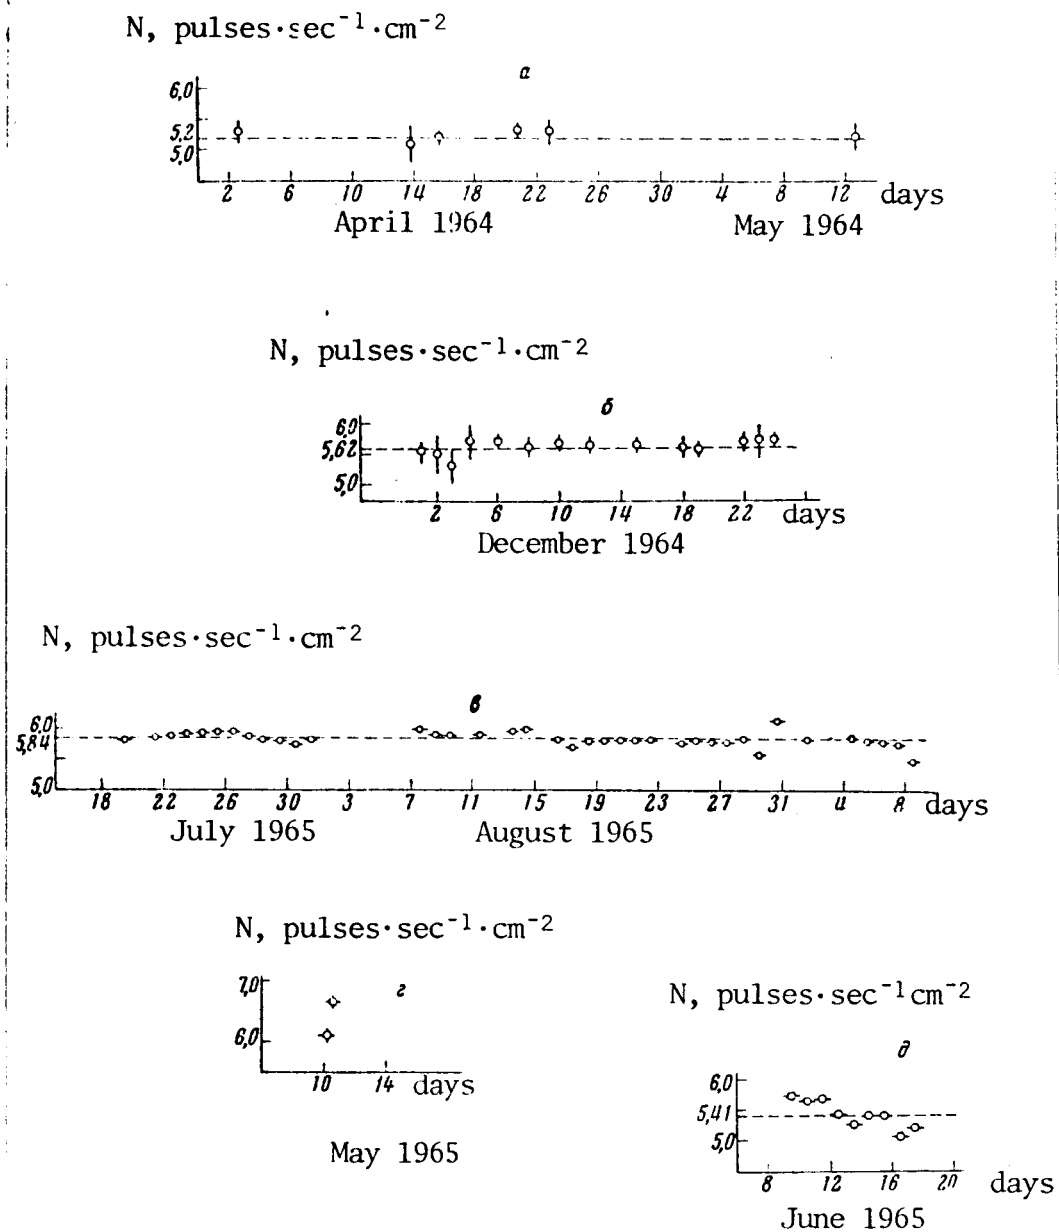 N, pulses·sec⁻¹·cm⁻²
а
6,0
5,2
5,0
2 6 10 14 18 22 26 30 4 8 12 days
April 1964 May 1964
N, pulses·sec⁻¹·cm⁻²
б
6,0
5,62
5,0
2 6 10 14 18 22 days
December 1964
N, pulses·sec⁻¹·cm⁻²
в
6,0
5,84
5,0
18 22 26 30 3 7 11 15 19 23 27 31 4 8 days
July 1965 August 1965
N, pulses·sec⁻¹·cm⁻²
г
7,0
6,0
10 14 days
May 1965
N, pulses·sec⁻¹cm⁻²
д
6,0
5,41
5,0
8 12 16 20 days
June 1965